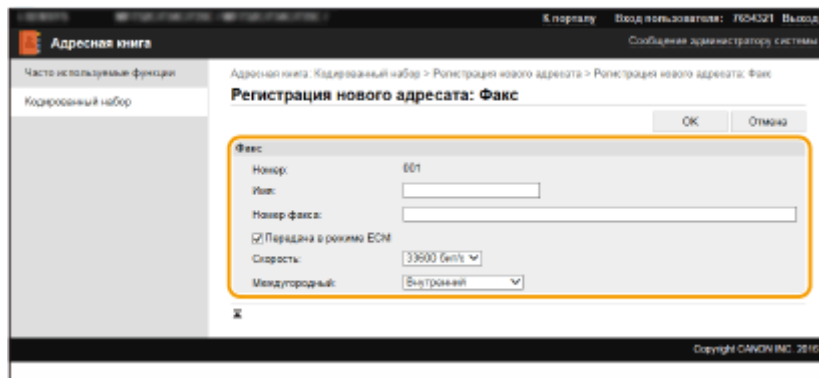 К порталу Вход пользователя: 7654321 Выход
Адресная книга Сообщение администратору системы
Часто используемые функции
Кодированный набор
Адресная книга: Кодированный набор > Регистрация нового адресата > Регистрация нового адресата: Факс
Регистрация нового адресата: Факс
OK Отмена
Факс
Номер: 001
Имя:
Номер факса:
Передача в режиме ECM
Скорость: 33600 бит/с
Междугородный: Внутренний
Copyright CANON INC. 2016